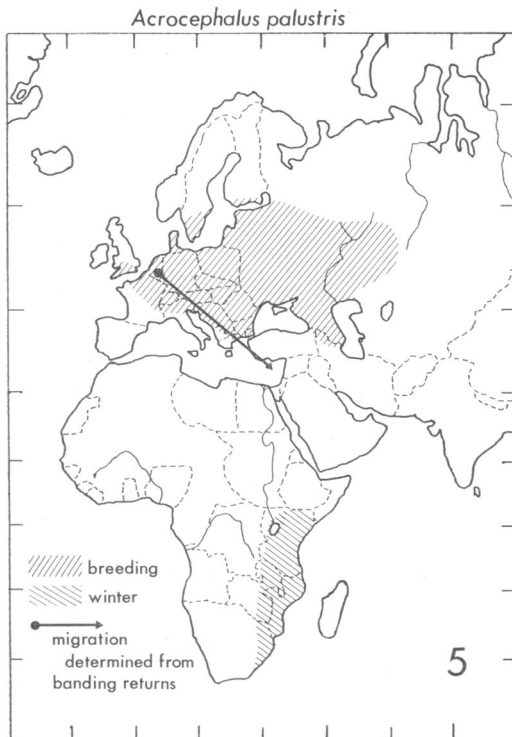 Acrocephalus palustris
breeding
winter
migration
determined from
banding returns
5